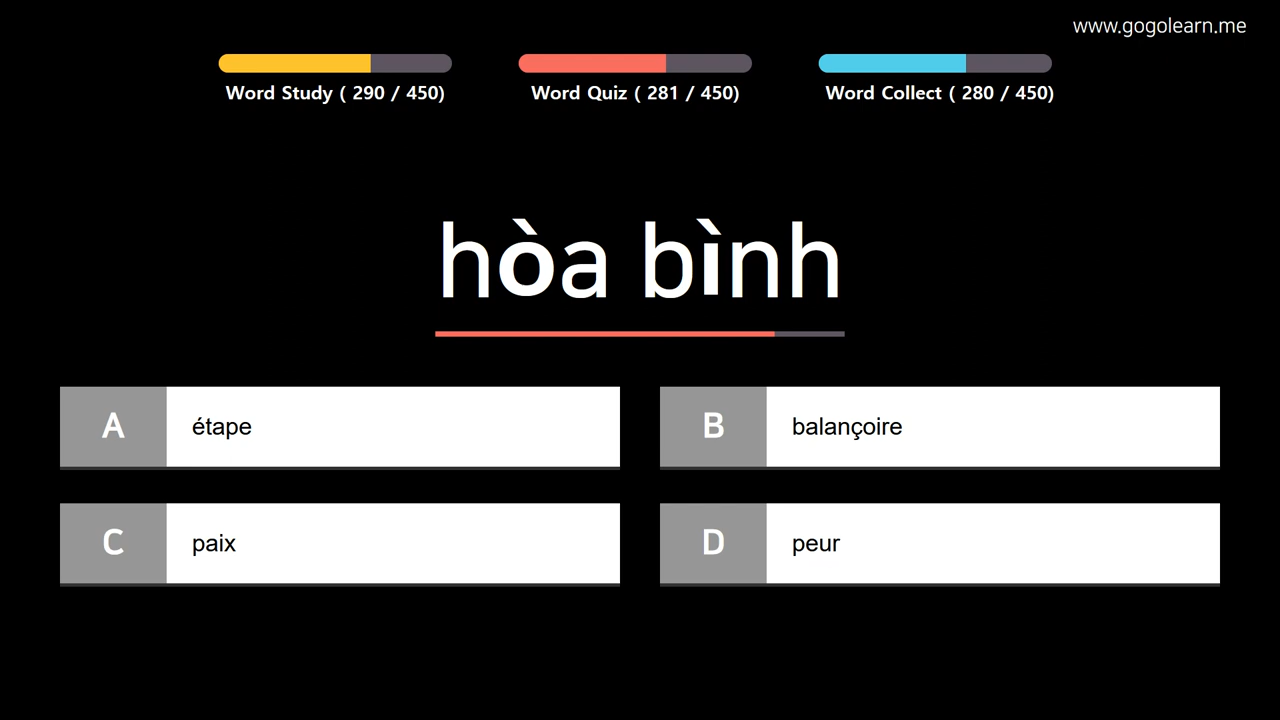 www.gogolearn.me
Word Study ( 290 / 450)
Word Quiz ( 281 / 450)
Word Collect ( 280 / 450)
hòa bình
A
étape
B
balançoire
C
paix
D
peur